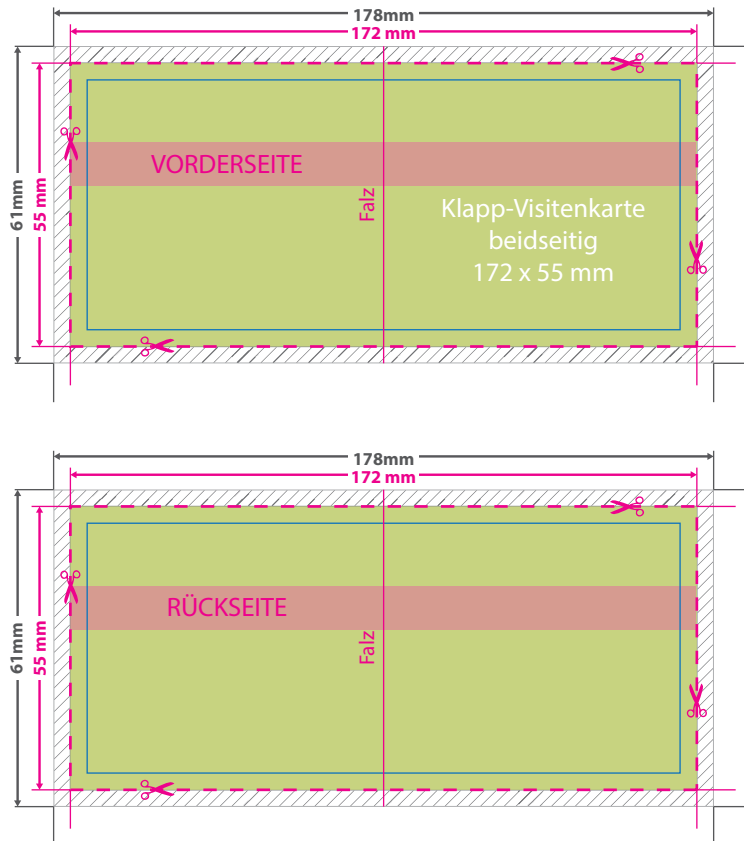 178mm
172 mm
61mm
55 mm
VORDERSEITE
Falz
Klapp-Visitenkarte
beidseitig
172 x 55 mm
178mm
172 mm
61mm
55 mm
RÜCKSEITE
Falz